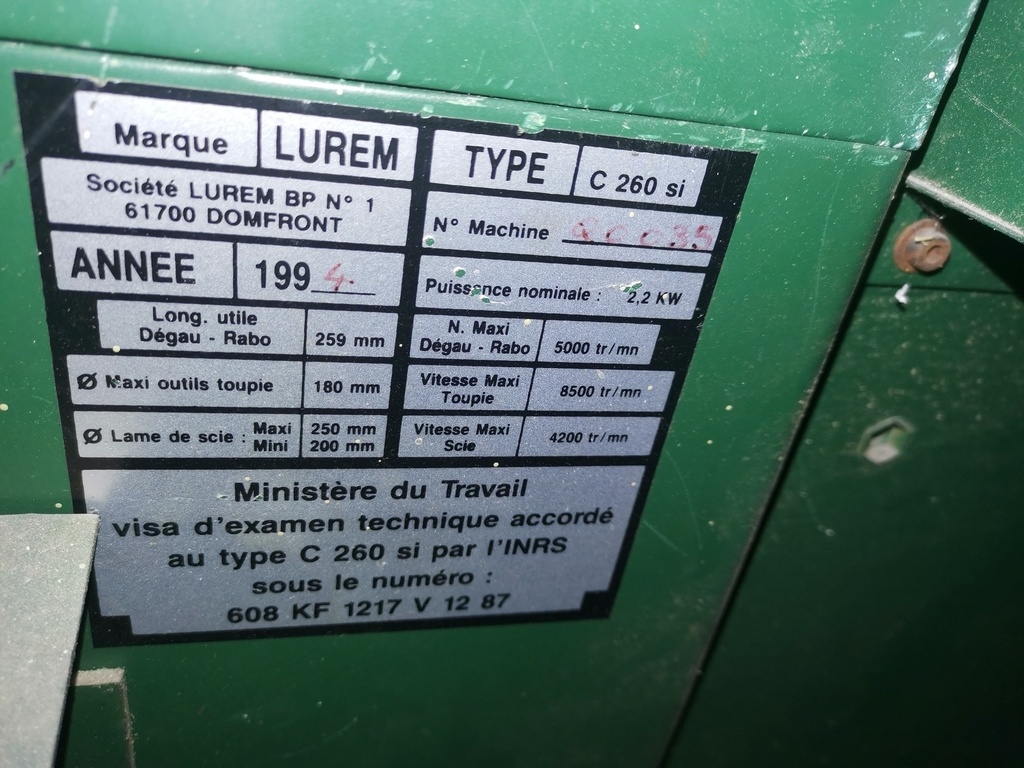 Marque LUREM
Société LUREM BP N° 1
61700 DOMFRONT
ANNEE 1994
Long. utile
Dégau - Rabo 259 mm
Ø Maxi outils toupie 180 mm
Ø Lame de scie : Maxi 250 mm
Mini 200 mm
TYPE C 260 si
N° Machine
Puissance nominale : 2,2 KW
N. Maxi
Dégau - Rabo 5000 tr/mn
Vitesse Maxi
Toupie 8500 tr/mn
Vitesse Maxi
Scie 4200 tr/mn
Ministère du Travail
visa d'examen technique accordé
au type C 260 si par l'INRS
sous le numéro :
608 KF 1217 V 12 87